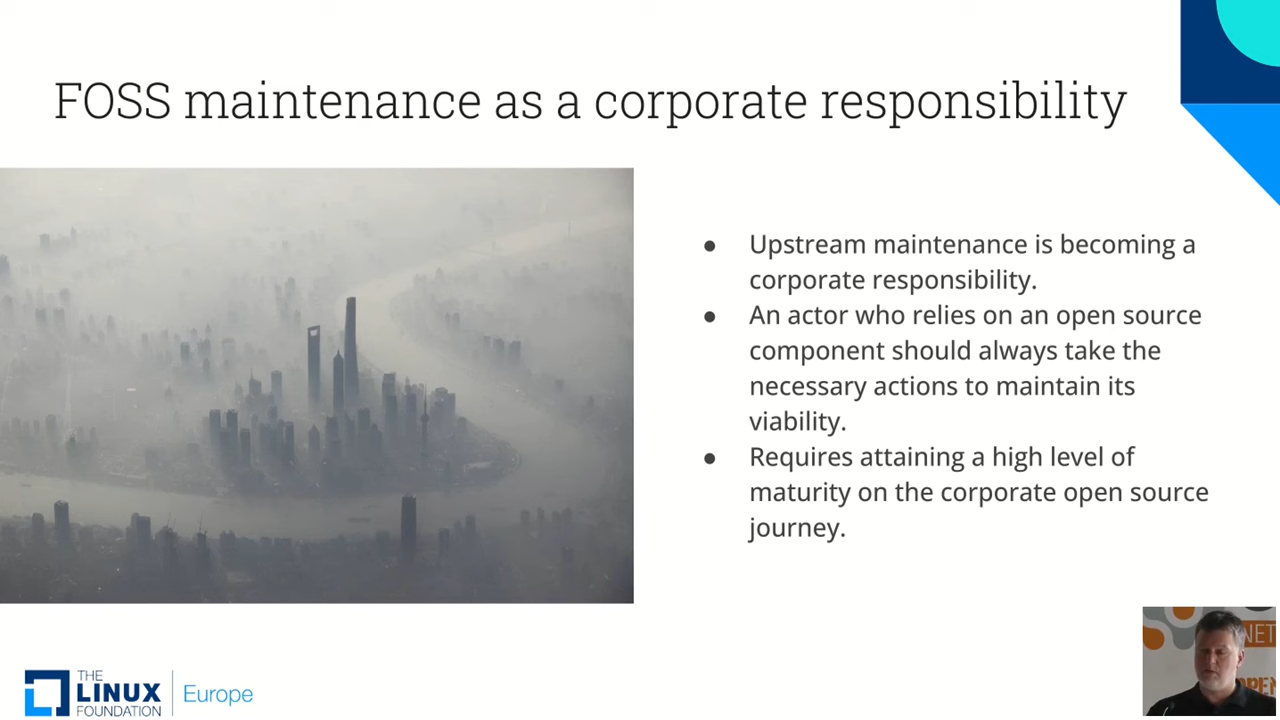 FOSS maintenance as a corporate responsibility
● Upstream maintenance is becoming a
corporate responsibility.
● An actor who relies on an open source
component should always take the
necessary actions to maintain its
viability.
● Requires attaining a high level of
maturity on the corporate open source
journey.
THE
LINUX
FOUNDATION
Europe
NET
OPEN